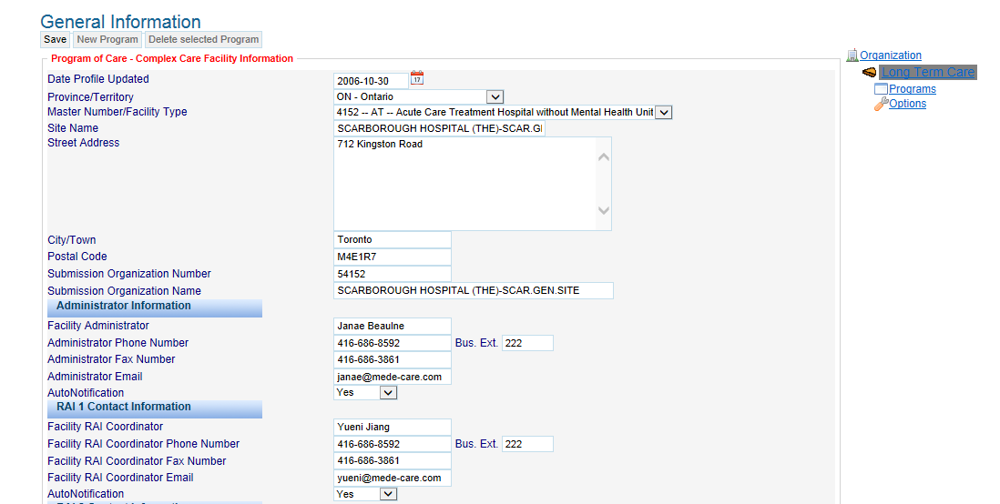 General Information
Save New Program Delete selected Program
Program of Care - Complex Care Facility Information
Organization
Long Term Care
Programs
Options
Date Profile Updated 2006-10-30 17
Province/Territory ON - Ontario
Master Number/Facility Type 4152 -- AT -- Acute Care Treatment Hospital without Mental Health Unit
Site Name SCARBOROUGH HOSPITAL (THE)-SCAR.GI
Street Address 712 Kingston Road
City/Town Toronto
Postal Code M4E1R7
Submission Organization Number 54152
Submission Organization Name SCARBOROUGH HOSPITAL (THE)-SCAR.GEN.SITE
Administrator Information
Facility Administrator Janae Beaulne
Administrator Phone Number 416-686-8592 Bus. Ext. 222
Administrator Fax Number 416-686-3861
Administrator Email janae@mede-care.com
AutoNotification Yes
RAI 1 Contact Information
Facility RAI Coordinator Yueni Jiang
Facility RAI Coordinator Phone Number 416-686-8592 Bus. Ext. 222
Facility RAI Coordinator Fax Number 416-686-3861
Facility RAI Coordinator Email yueni@mede-care.com
AutoNotification Yes